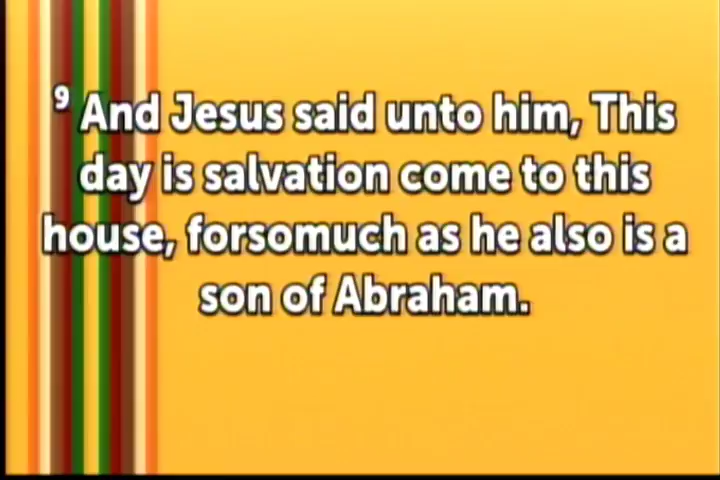 ⁹ And Jesus said unto him, This
day is salvation come to this
house, forsomuch as he also is a
son of Abraham.